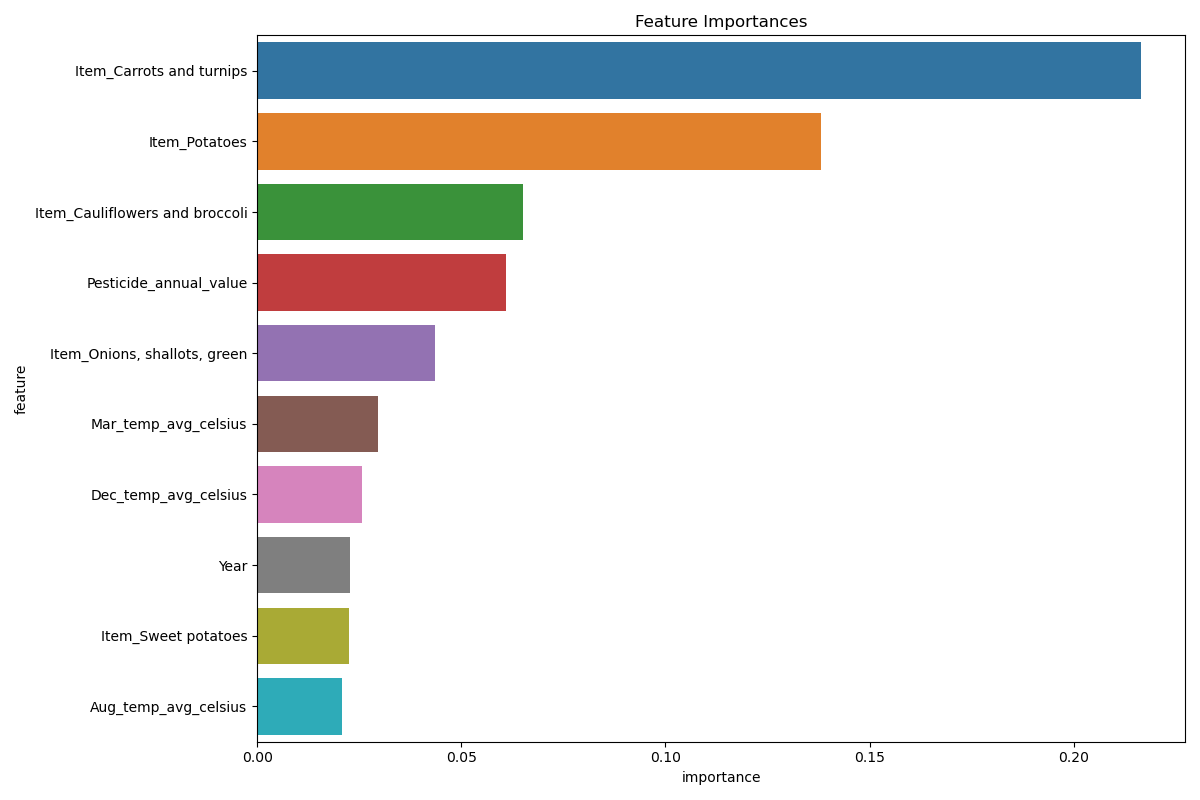 Feature Importances
Item_Carrots and turnips
Item_Potatoes
Item_Cauliflowers and broccoli
Pesticide_annual_value
Item_Onions, shallots, green
Mar_temp_avg_celsius
Dec_temp_avg_celsius
Year
Item_Sweet potatoes
Aug_temp_avg_celsius
feature
0.00 0.05 0.10 0.15 0.20
importance